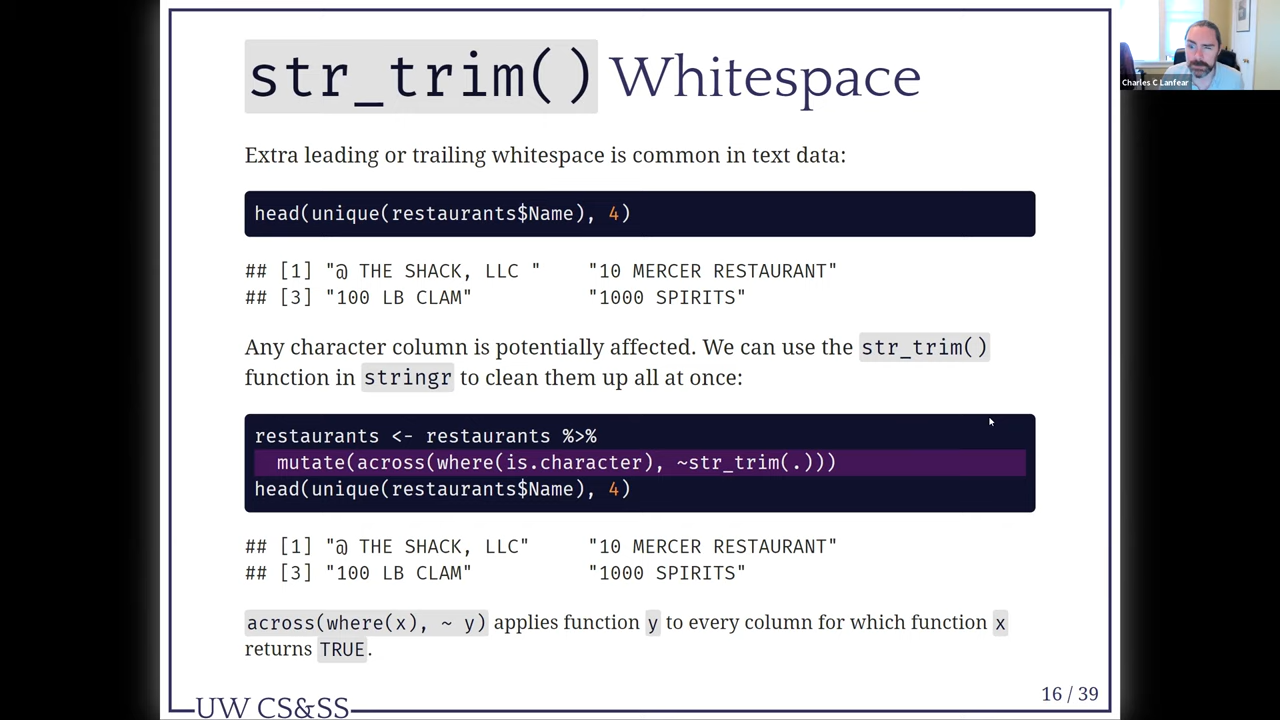 str_trim() Whitespace
Charles C Lanfear
Extra leading or trailing whitespace is common in text data:
head(unique(restaurants$Name), 4)
## [1] "@ THE SHACK, LLC "    "10 MERCER RESTAURANT"
## [3] "100 LB CLAM"          "1000 SPIRITS"
Any character column is potentially affected. We can use the str_trim()
function in stringr to clean them up all at once:
restaurants <- restaurants %>%
  mutate(across(where(is.character), ~str_trim(.)))
head(unique(restaurants$Name), 4)
## [1] "@ THE SHACK, LLC"     "10 MERCER RESTAURANT"
## [3] "100 LB CLAM"          "1000 SPIRITS"
across(where(x), ~ y) applies function y to every column for which function x
returns TRUE.
UW CS&SS
16 / 39